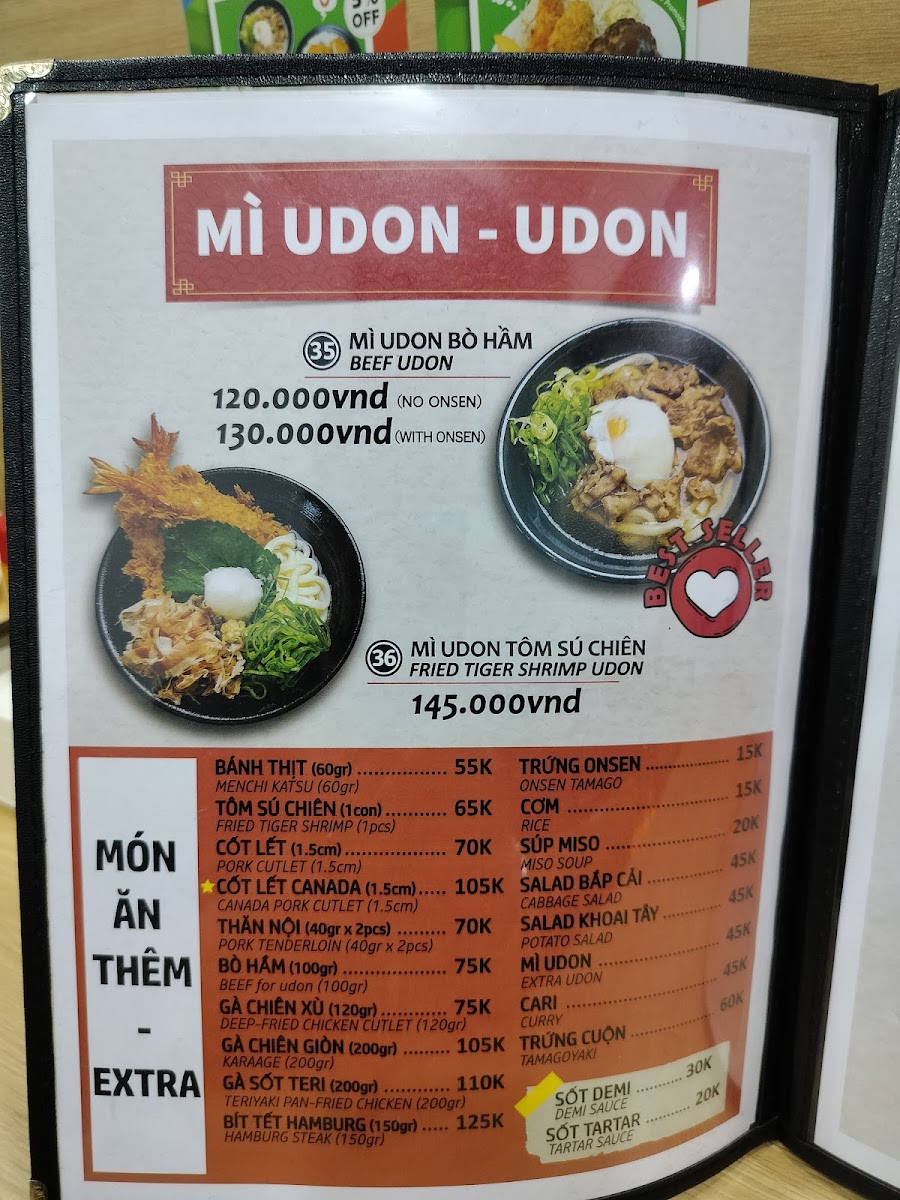 5%
OFF
Promotion
MÌ UDON - UDON
35 MÌ UDON BÒ HẦM
BEEF UDON
120.000vnd (NO ONSEN)
130.000vnd (WITH ONSEN)
BEST SELLER
36 MÌ UDON TÔM SÚ CHIÊN
FRIED TIGER SHRIMP UDON
145.000vnd
MÓN
ĂN
THÊM
-
EXTRA
BÁNH THỊT (60gr) ................ 55K
MENCHI KATSU (60gr)
TÔM SÚ CHIÊN (1con) ........... 65K
FRIED TIGER SHRIMP (1pcs)
CỐT LẾT (1.5cm) .................. 70K
PORK CUTLET (1.5cm)
CỐT LẾT CANADA (1.5cm) ..... 105K
CANADA PORK CUTLET (1.5cm)
THĂN NỘI (40gr x 2pcs) ......... 70K
PORK TENDERLOIN (40gr x 2pcs)
BÒ HẦM (100gr) .................. 75K
BEEF for udon (100gr)
GÀ CHIÊN XÙ (120gr) ............ 75K
DEEP-FRIED CHICKEN CUTLET (120gr)
GÀ CHIÊN GIÒN (200gr) ........ 105K
KARAAGE (200gr)
GÀ SỐT TERI (200gr) ............ 110K
TERIYAKI PAN-FRIED CHICKEN (200gr)
BÍT TẾT HAMBURG (150gr) ..... 125K
HAMBURG STEAK (150gr)
TRỨNG ONSEN ............... 15K
ONSEN TAMAGO
CƠM ............................ 15K
RICE
SÚP MISO ..................... 20K
MISO SOUP
SALAD BẮP CẢI .............. 45K
CABBAGE SALAD
SALAD KHOAI TÂY .......... 45K
POTATO SALAD
MÌ UDON ...................... 45K
EXTRA UDON
CARI ............................ 45K
CURRY
TRỨNG CUỘN ................ 60K
TAMAGOYAKI
SỐT DEMI .......... 30K
DEMI SAUCE
SỐT TARTAR ......... 20K
TARTAR SAUCE